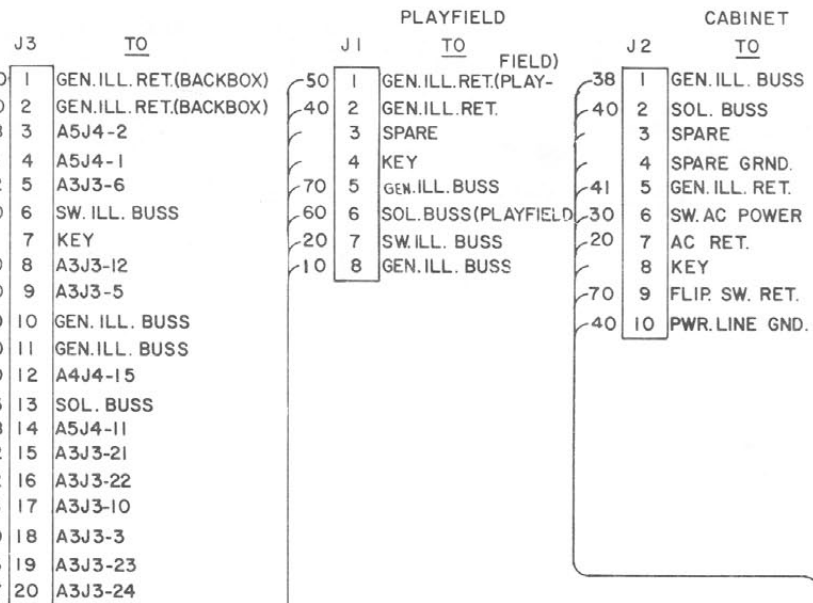 J3 TO
1 GEN.ILL.RET.(BACKBOX)
2 GEN.ILL.RET.(BACKBOX)
3 A5J4-2
4 A5J4-1
5 A3J3-6
6 SW. ILL. BUSS
7 KEY
8 A3J3-12
9 A3J3-5
10 GEN. ILL. BUSS
11 GEN.ILL. BUSS
12 A4J4-15
13 SOL. BUSS
14 A5J4-11
15 A3J3-21
16 A3J3-22
17 A3J3-10
18 A3J3-3
19 A3J3-23
20 A3J3-24
PLAYFIELD
J1 TO
FIELD)
50 1 GEN.ILL.RET.(PLAY-
40 2 GEN.ILL.RET.
3 SPARE
4 KEY
70 5 GEN.ILL. BUSS
60 6 SOL.BUSS(PLAYFIELD
20 7 SW.ILL. BUSS
10 8 GEN.ILL. BUSS
CABINET
J2 TO
38 1 GEN.ILL. BUSS
40 2 SOL. BUSS
3 SPARE
4 SPARE GRND.
41 5 GEN. ILL. RET.
30 6 SW. AC POWER
20 7 AC RET.
8 KEY
70 9 FLIP. SW. RET.
40 10 PWR. LINE GND.